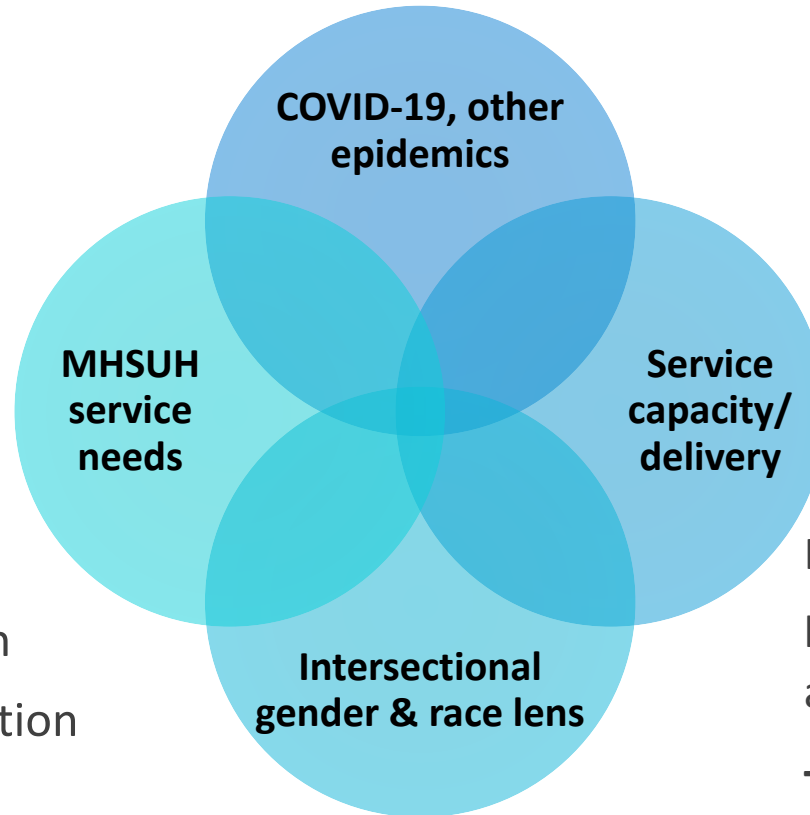 COVID-19, other
epidemics
MHSUH
service
needs
Service
capacity/
delivery
Intersectional
gender & race lens